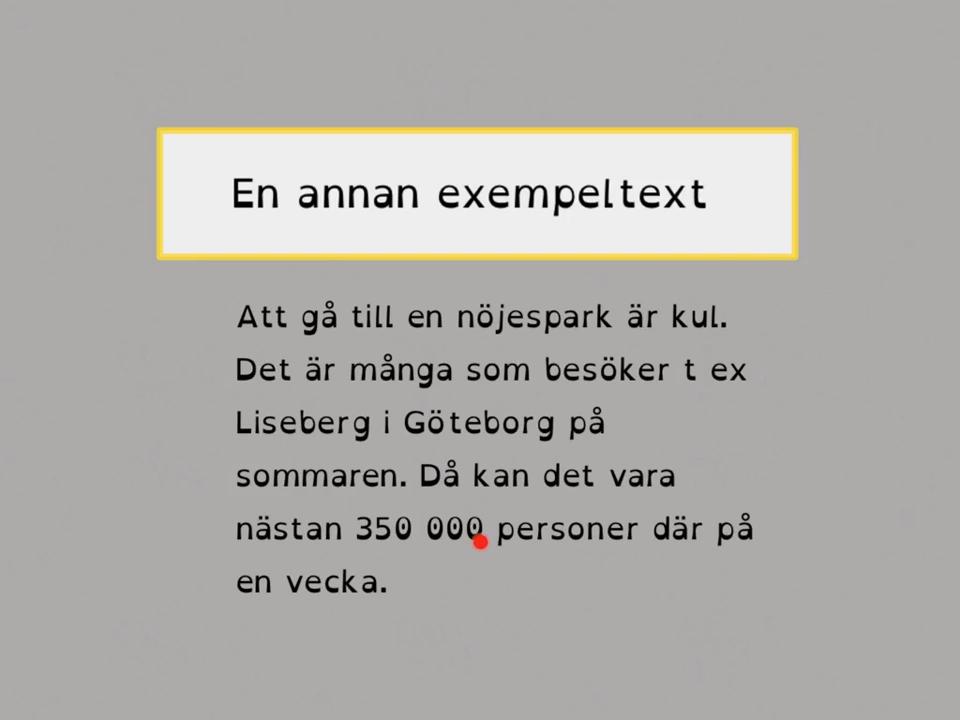 En annan exempeltext
Att gå till en nöjespark är kul.
Det är många som besöker t ex
Liseberg i Göteborg på
sommaren. Då kan det vara
nästan 350 000 personer där på
en vecka.